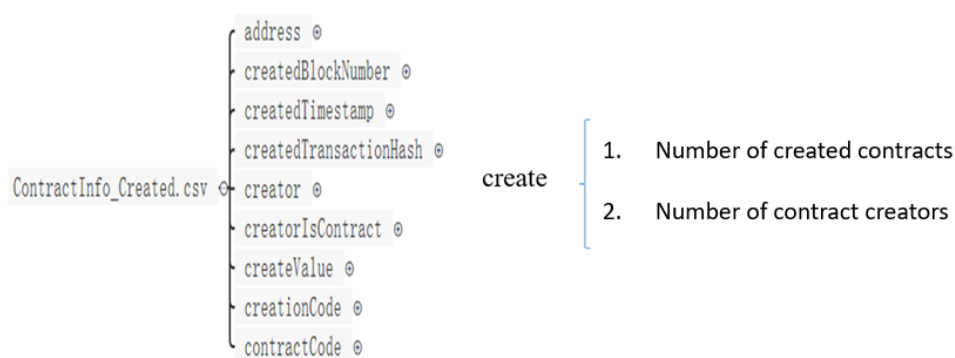 address
createdBlockNumber
createdTimestamp
createdTransactionHash
ContractInfo_Created.csv
creator
creatorIsContract
createValue
creationCode
contractCode
create
1. Number of created contracts
2. Number of contract creators